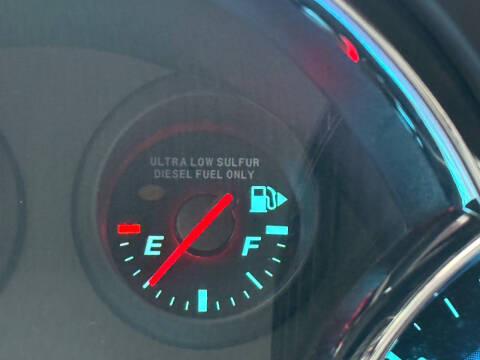 ULTRA LOW SULFUR
DIESEL FUEL ONLY
E F